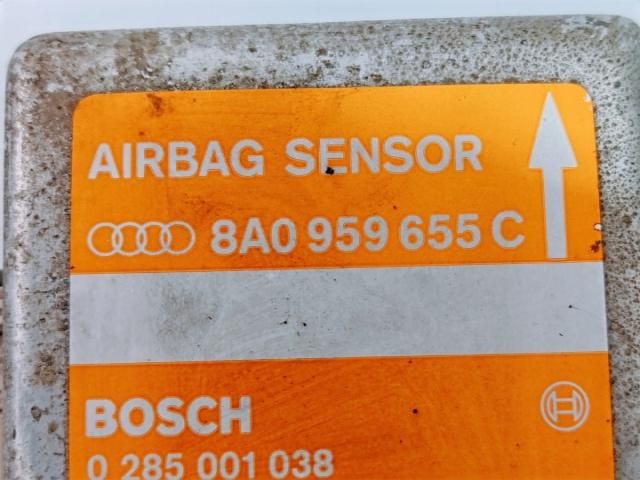 AIRBAG SENSOR
8A0 959 655 C
BOSCH
0 285 001 038